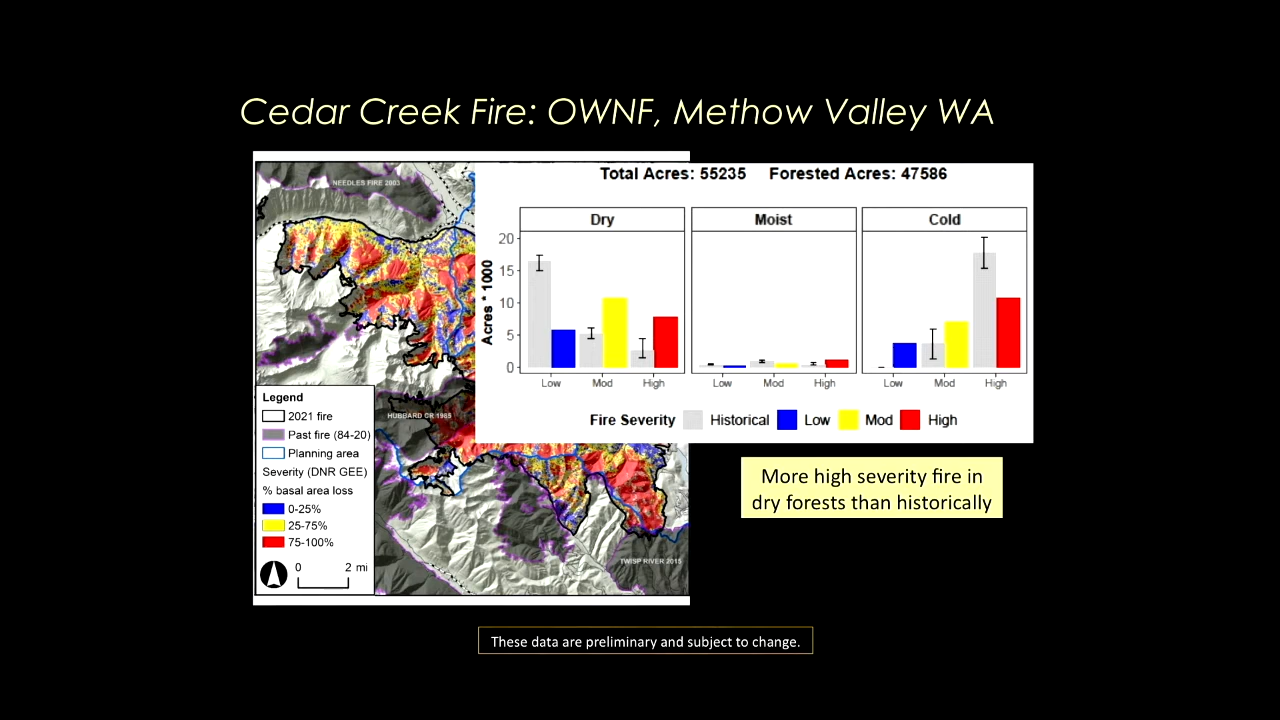 Cedar Creek Fire: OWNF, Methow Valley WA
NEEDLES FIRE 2003
Total Acres: 55235 Forested Acres: 47586
Dry Moist Cold
Acres * 1000
20
15
10
5
0
Low Mod High Low Mod High Low Mod High
Fire Severity Historical Low Mod High
HUBBARD CR 1985
Legend
2021 fire
Past fire (84-20)
Planning area
Severity (DNR GEE)
% basal area loss
0-25%
25-75%
75-100%
0 2 mi
TWISP RIVER 2015
More high severity fire in
dry forests than historically
These data are preliminary and subject to change.